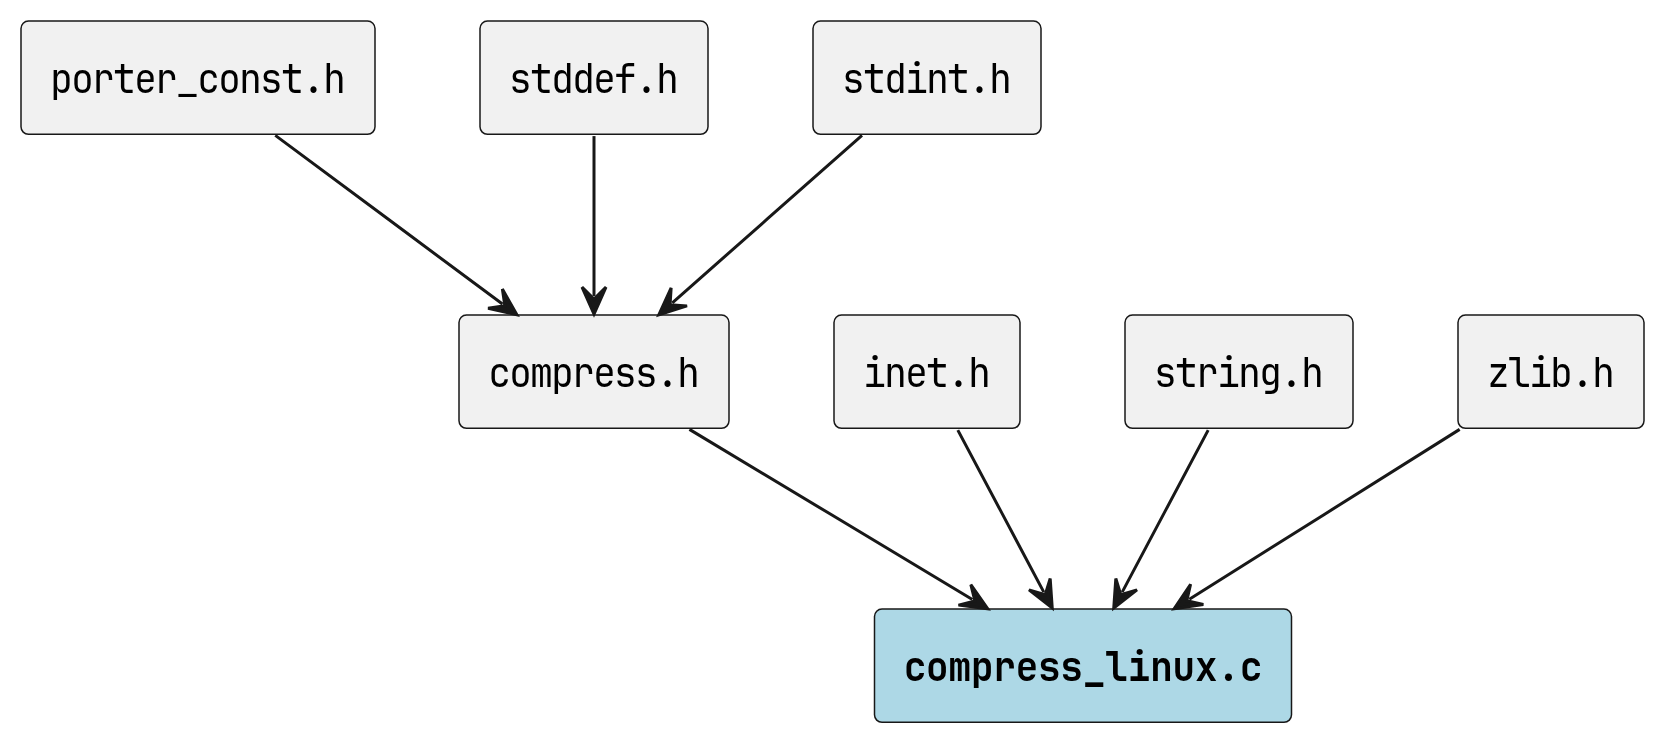 porter_const.h
stddef.h
stdint.h
compress.h
inet.h
string.h
zlib.h
compress_linux.c